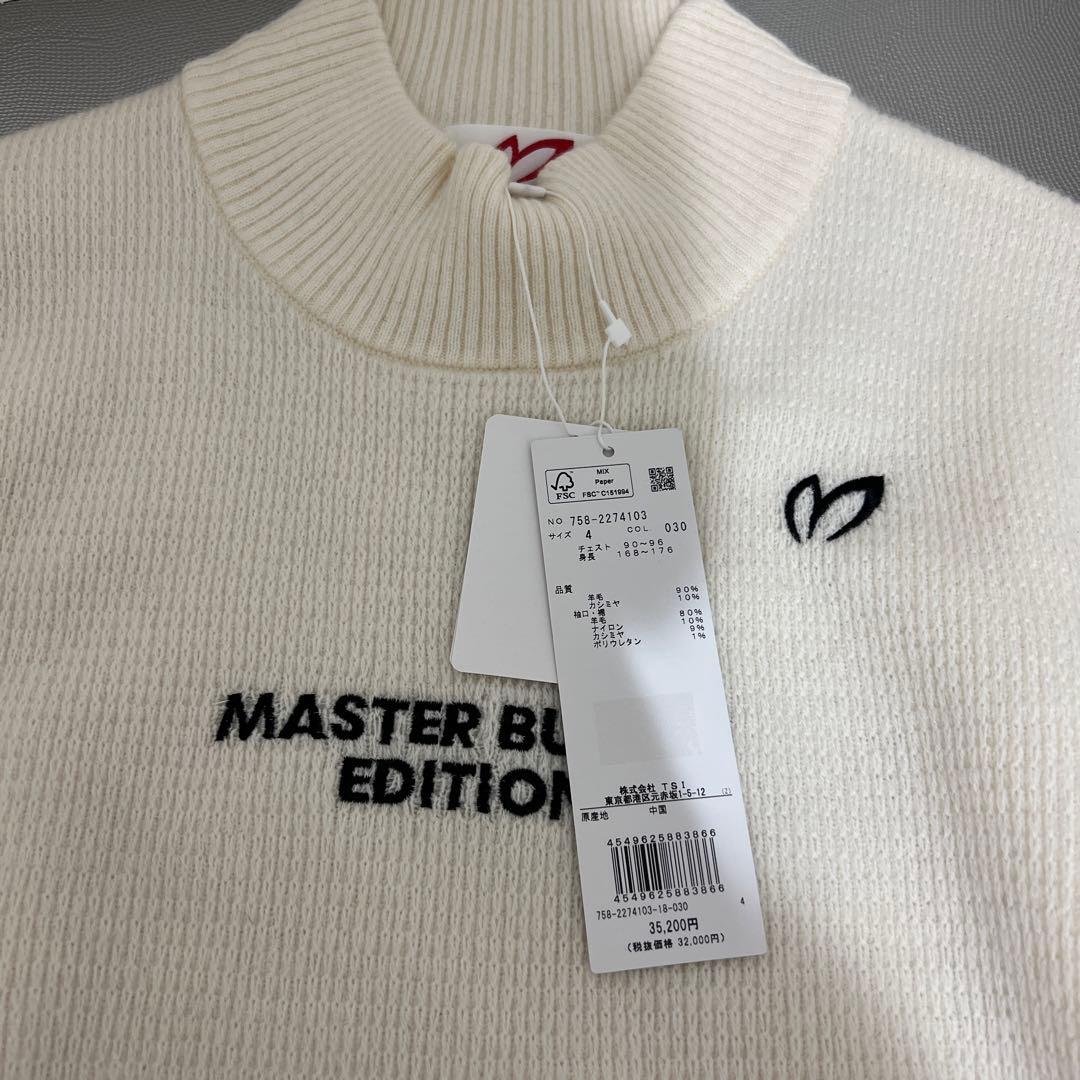 MIX
Paper
FSC
FSC™ C151994
NO 758-2274103
サイズ 4 COL. 030
チェスト 90～96
身長 168～176
品質
羊毛 90%
カシミヤ 10%
袖口・裾
羊毛 80%
ナイロン 10%
カシミヤ 9%
ポリウレタン 1%
MASTER BU
EDITION
株式会社 TSI
東京都港区元赤坂1-5-12 (Z)
原産地 中国
4549625883866
4549625883866
758-2274103-18-030 4
35,200円
(税抜価格 32,000円)